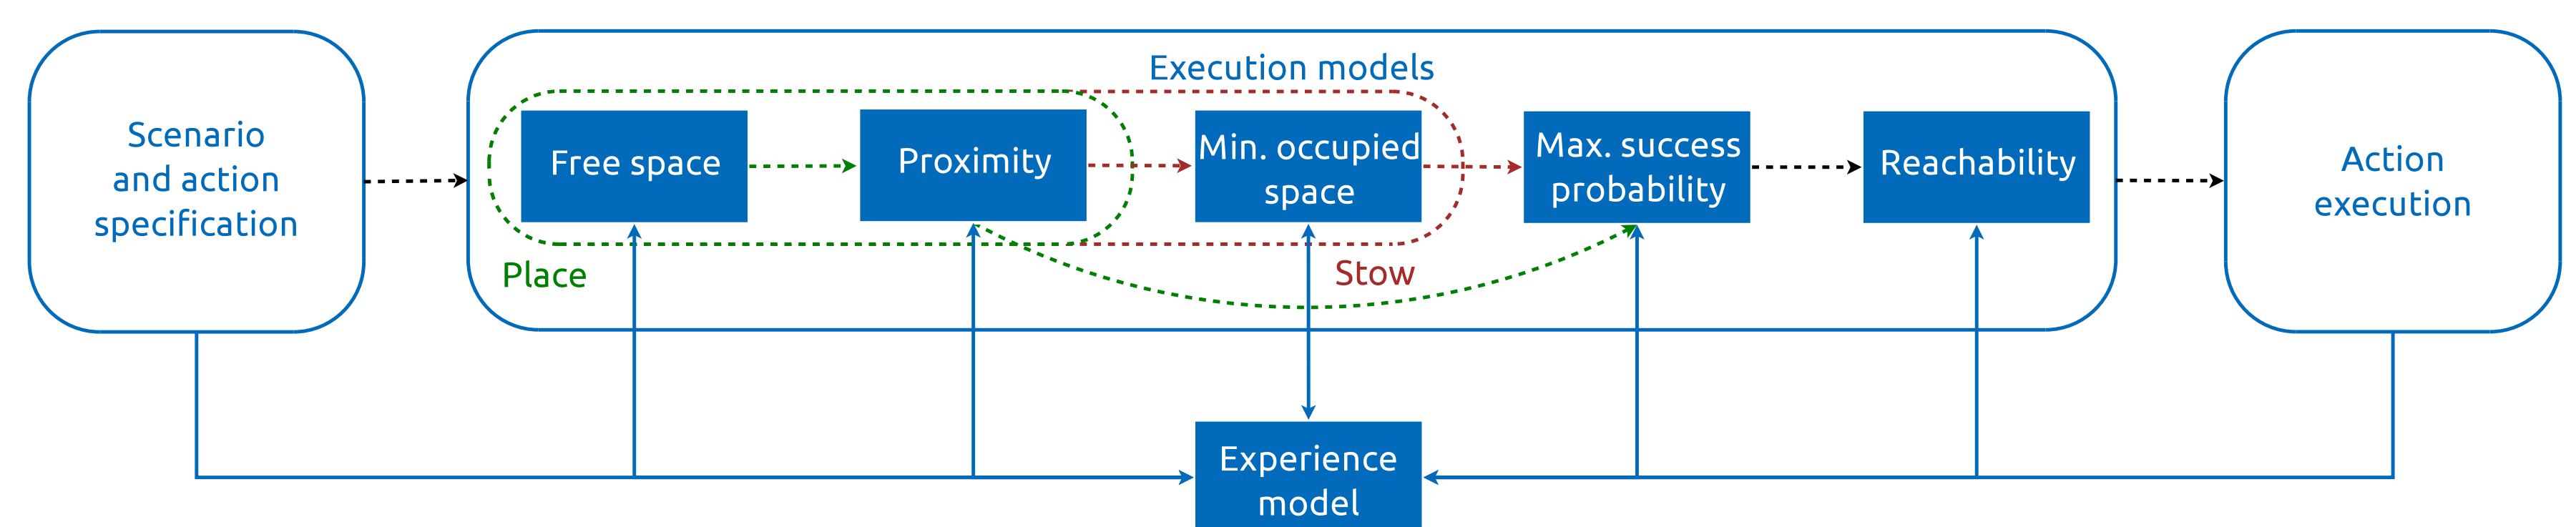 Scenario
and action
specification
Execution models
Free space
Proximity
Min. occupied
space
Max. success
probability
Reachability
Place
Stow
Action
execution
Experience
model